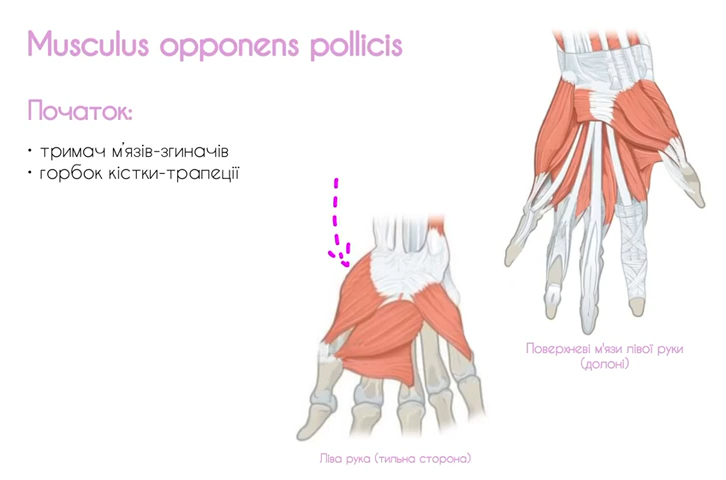 Musculus opponens pollicis
Початок:
• тримач м'язів-згиначів
• горбок кістки-трапеції
Поверхневі м'язи лівої руки
(долоні)
Ліва рука (тильна сторона)